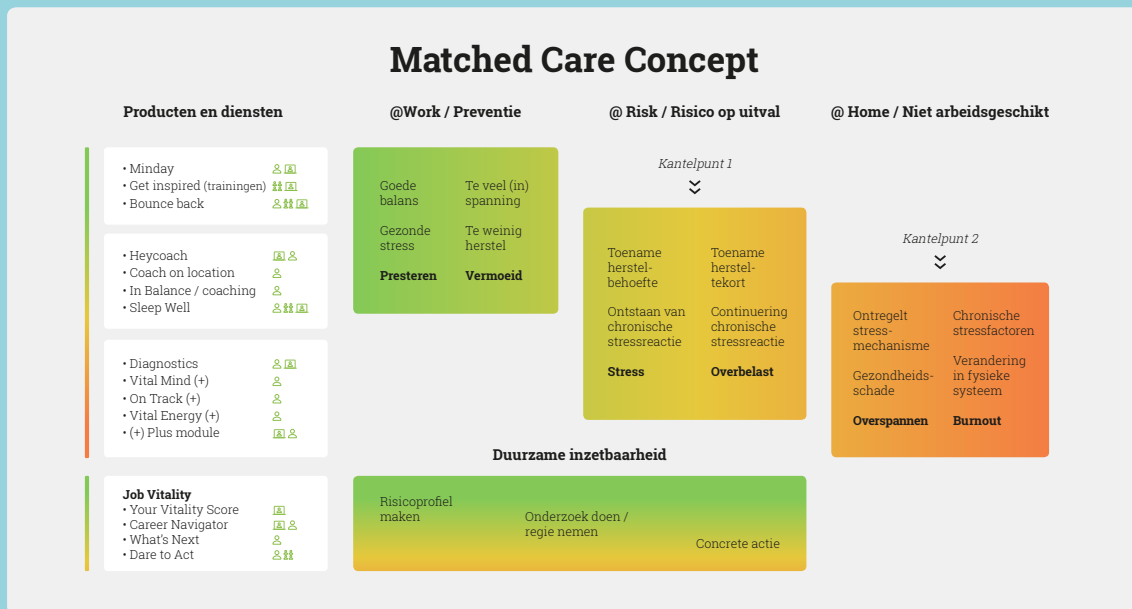 Matched Care Concept
Producten en diensten
@Work / Preventie
@ Risk / Risico op uitval
@ Home / Niet arbeidsgeschikt
• Minday
• Get inspired (trainingen)
• Bounce back
• Heycoach
• Coach on location
• In Balance / coaching
• Sleep Well
• Diagnostics
• Vital Mind (+)
• On Track (+)
• Vital Energy (+)
• (+) Plus module
Job Vitality
• Your Vitality Score
• Career Navigator
• What's Next
• Dare to Act
Goede
balans
Gezonde
stress
Presteren
Te veel (in)
spanning
Te weinig
herstel
Vermoeid
Kantelpunt 1
Toename
herstel-
behoefte
Ontstaan van
chronische
stressreactie
Stress
Toename
herstel-
tekort
Continuering
chronische
stressreactie
Overbelast
Kantelpunt 2
Ontregelt
stress-
mechanisme
Gezondheids-
schade
Overspannen
Chronische
stressfactoren
Verandering
in fysieke
systeem
Burnout
Duurzame inzetbaarheid
Risicoprofiel
maken
Onderzoek doen /
regie nemen
Concrete actie